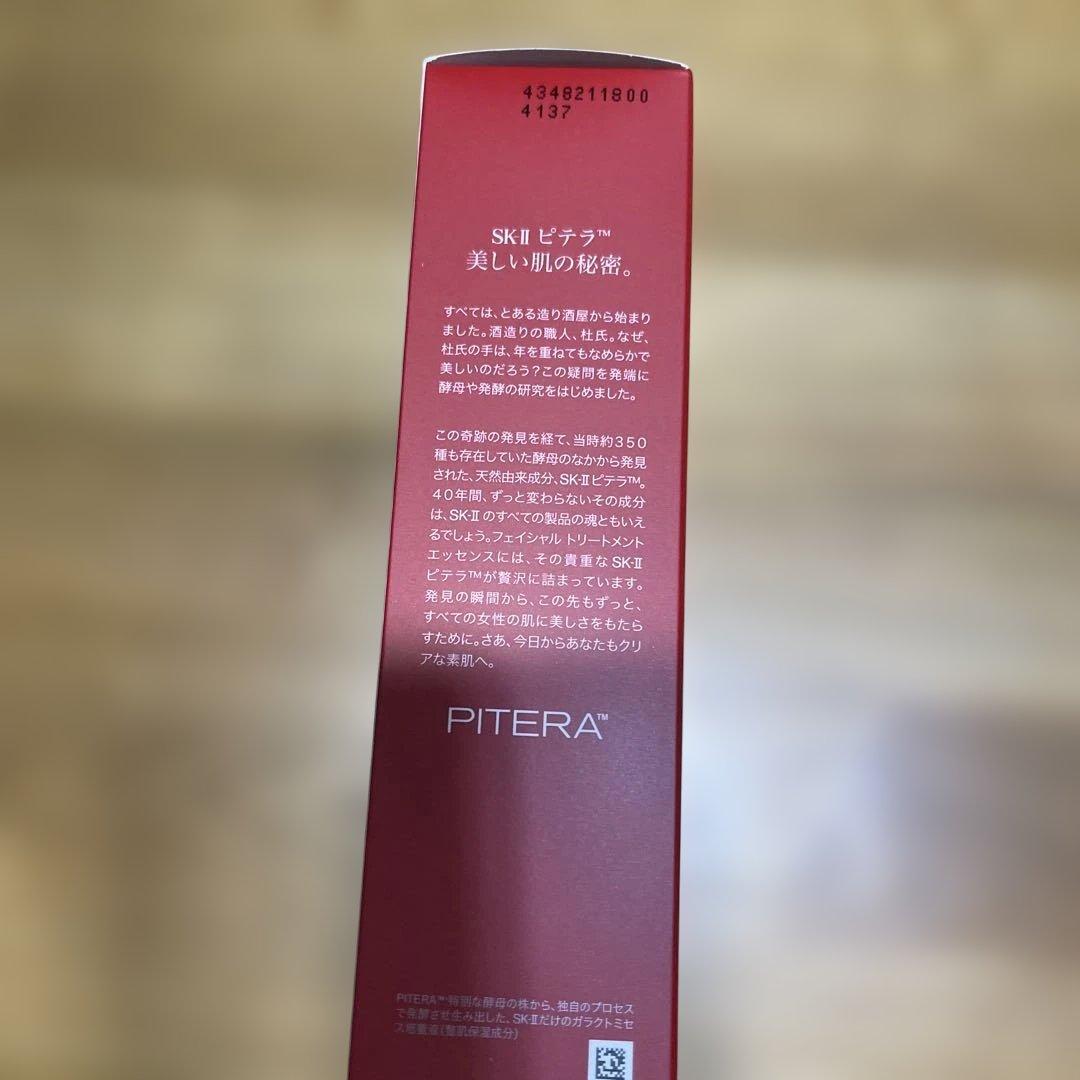 4348211800
4137
SK-II ピテラ™
美しい肌の秘密。
すべては、とある造り酒屋から始まり
ました。酒造りの職人、杜氏。なぜ、
杜氏の手は、年を重ねてもなめらかで
美しいのだろう？この疑問を発端に
酵母や発酵の研究をはじめました。
この奇跡の発見を経て、当時約350
種も存在していた酵母のなかから発見
された、天然由来成分、SK-IIピテラ™。
40年間、ずっと変わらないその成分
は、SK-II のすべての製品の魂ともいえ
るでしょう。フェイシャル トリートメント
エッセンスには、その貴重なSK-II
ピテラ™が贅沢に詰まっています。
発見の瞬間から、この先もずっと、
すべての女性の肌に美しさをもたら
すために。さあ、今日からあなたもクリ
アな素肌へ。
PITERA™
PITERA™:特別な酵母の株から、独自のプロセス
で発酵させ生み出した、SK-IIだけのガラクトミセ
ス培養液(整肌保湿成分)